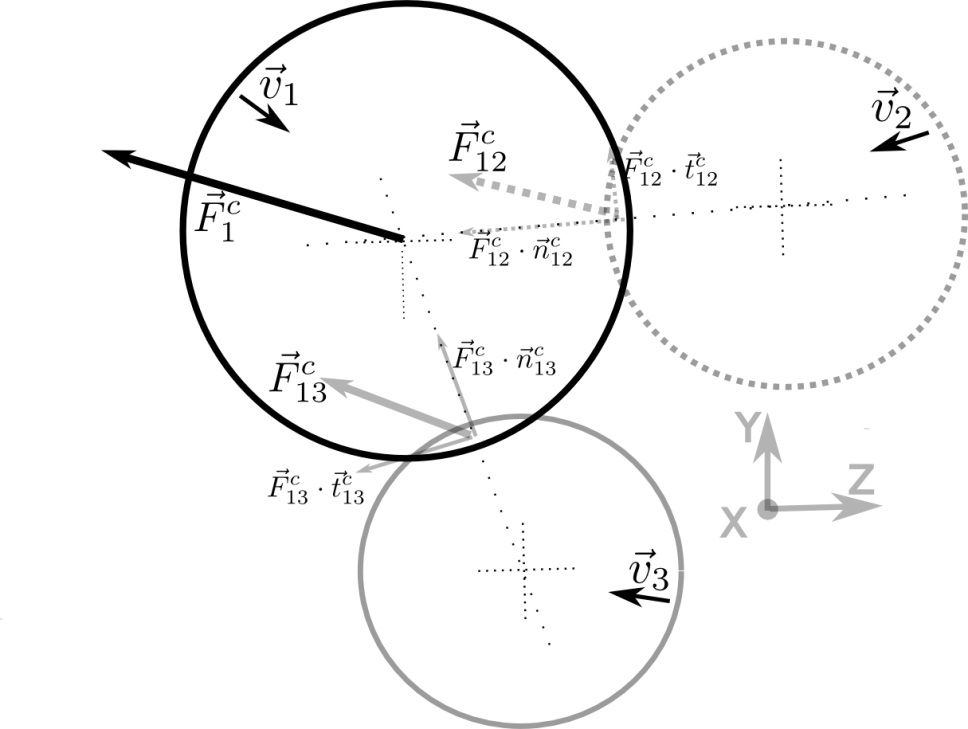 v⃗1
v⃗2
F⃗ᶜ12
F⃗ᶜ12 · t⃗ᶜ12
F⃗ᶜ1
F⃗ᶜ12 · n⃗ᶜ12
F⃗ᶜ13 · n⃗ᶜ13
F⃗ᶜ13
Y
Z
F⃗ᶜ13 · t⃗ᶜ13
X
v⃗3